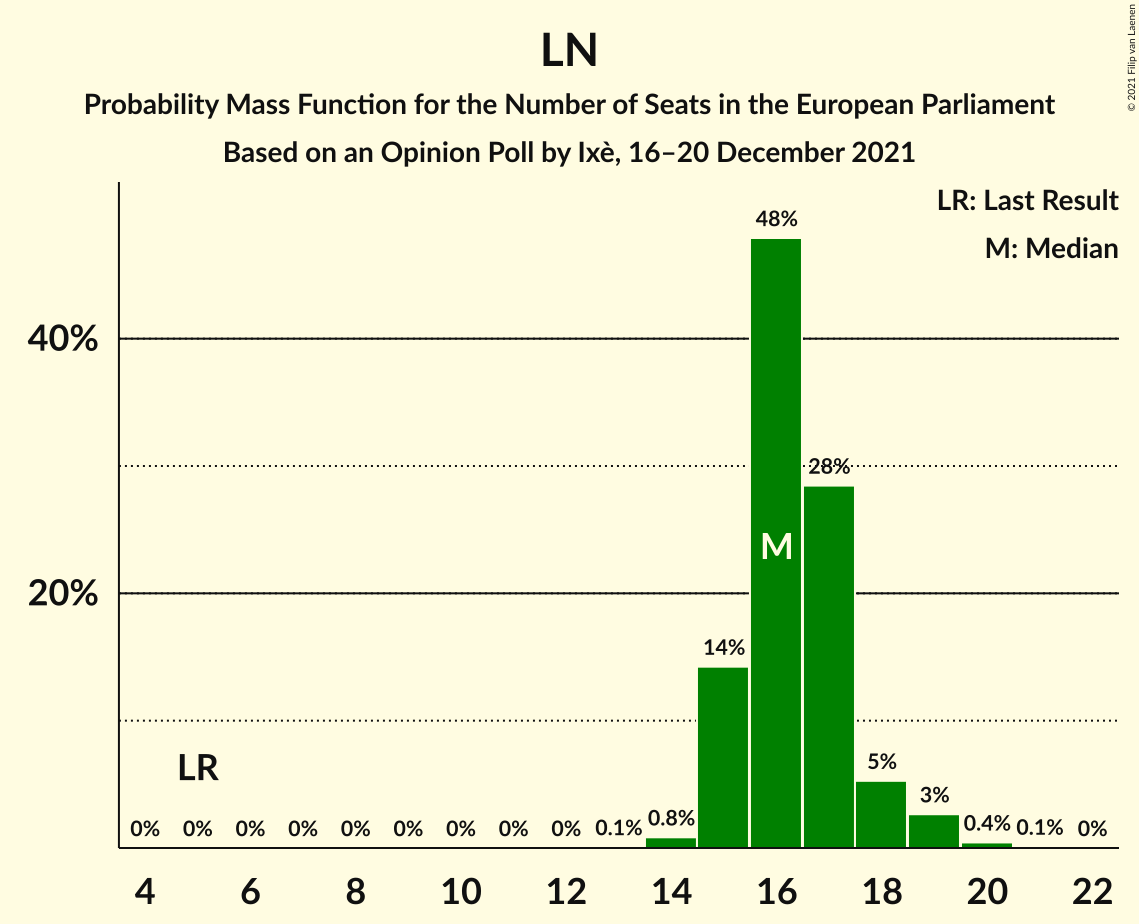 © 2021 Filip van Laenen
LN
Probability Mass Function for the Number of Seats in the European Parliament
Based on an Opinion Poll by Ixè, 16–20 December 2021
LR: Last Result
M: Median
48%
40%
28%
M
20%
14%
LR
5%
3%
0% 0% 0% 0% 0% 0% 0% 0% 0% 0.1% 0.8% 0.4% 0.1% 0%
4 6 8 10 12 14 16 18 20 22